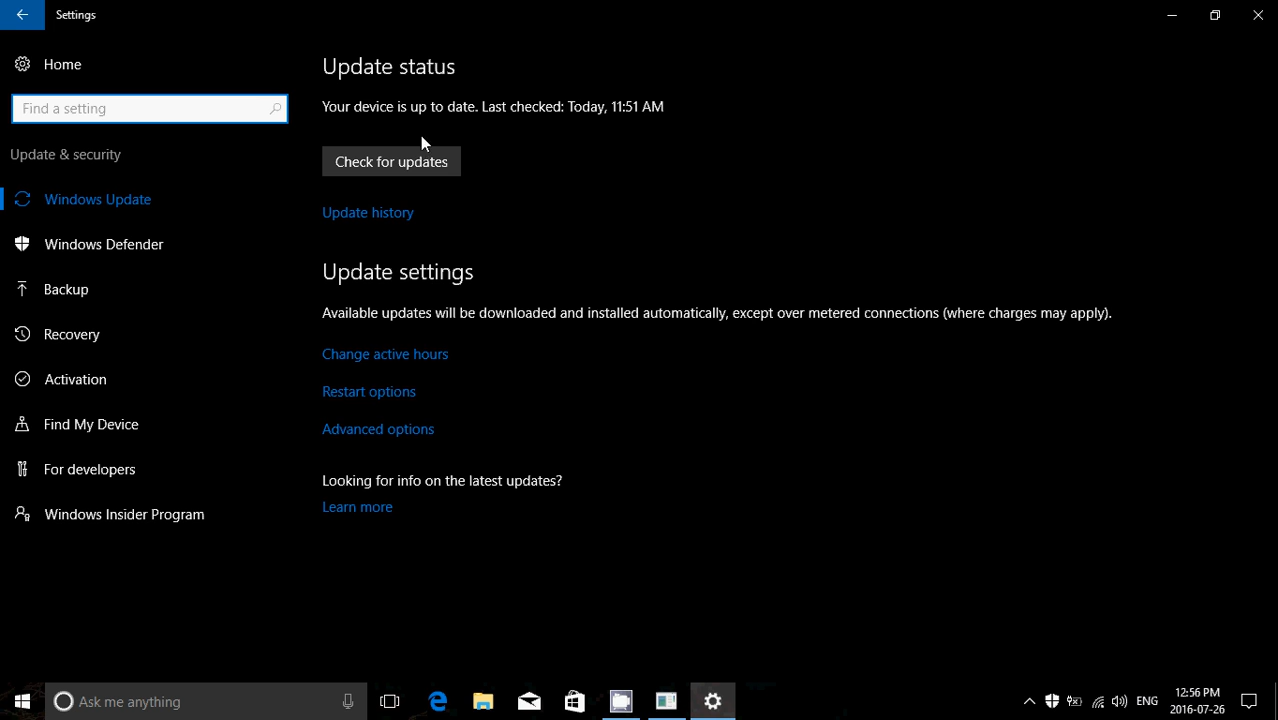 Settings
Home
Find a setting
Update & security
Windows Update
Windows Defender
Backup
Recovery
Activation
Find My Device
For developers
Windows Insider Program
Update status
Your device is up to date. Last checked: Today, 11:51 AM
Check for updates
Update history
Update settings
Available updates will be downloaded and installed automatically, except over metered connections (where charges may apply).
Change active hours
Restart options
Advanced options
Looking for info on the latest updates?
Learn more
Ask me anything
ENG
12:56 PM
2016-07-26